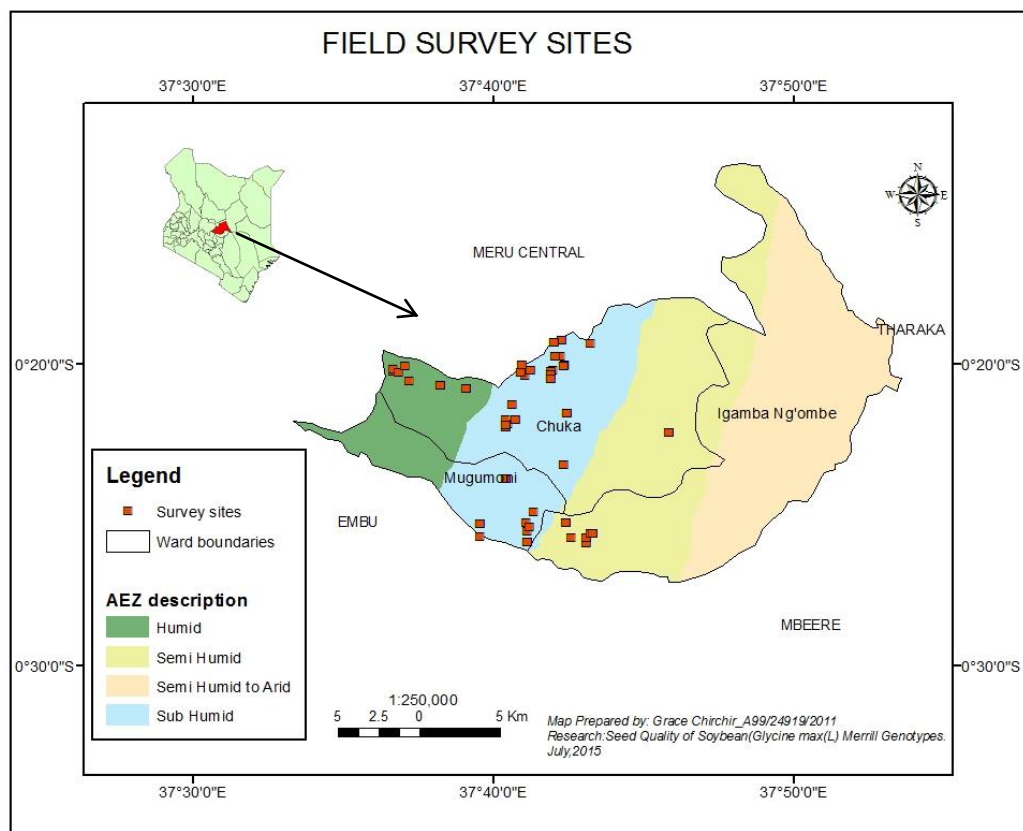 FIELD SURVEY SITES
37°30'0"E
37°40'0"E
37°50'0"E
N
W
E
S
MERU CENTRAL
THARAKA
0°20'0"S
0°20'0"S
Igamba Ng'ombe
Chuka
Mugumoni
EMBU
MBEERE
Legend
Survey sites
Ward boundaries
AEZ description
Humid
Semi Humid
Semi Humid to Arid
Sub Humid
0°30'0"S
0°30'0"S
1:250,000
5 2.5 0 5 Km
Map Prepared by: Grace Chirchir_A99/24919/2011
Research:Seed Quality of Soybean(Glycine max(L) Merrill Genotypes.
July,2015
37°30'0"E
37°40'0"E
37°50'0"E